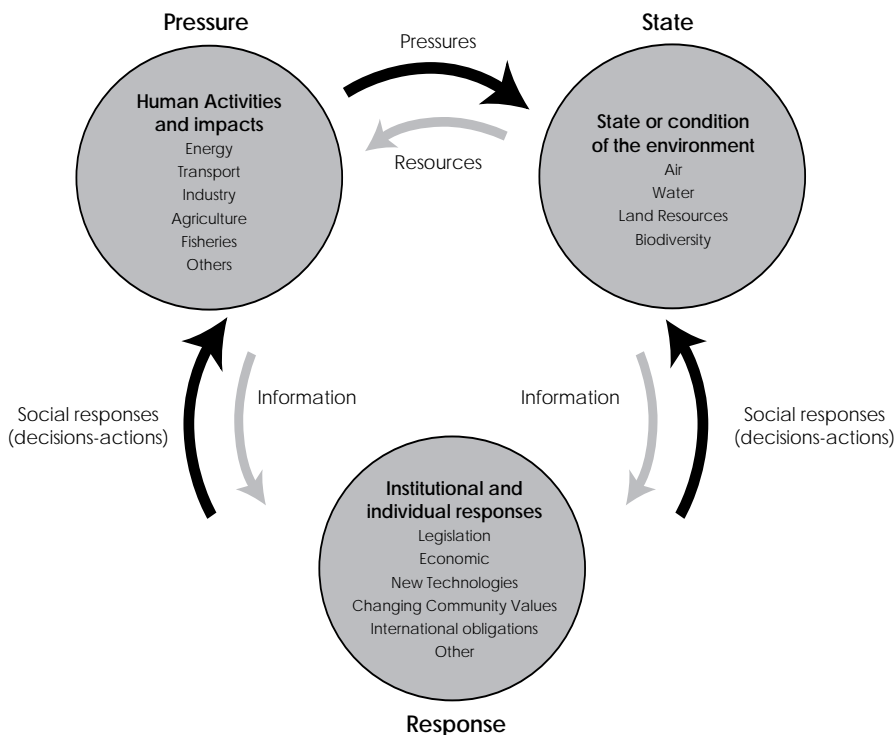 Pressure
State
Pressures
Resources
Human Activities
and impacts
Energy
Transport
Industry
Agriculture
Fisheries
Others
State or condition
of the environment
Air
Water
Land Resources
Biodiversity
Social responses
(decisions-actions)
Information
Information
Social responses
(decisions-actions)
Institutional and
individual responses
Legislation
Economic
New Technologies
Changing Community Values
International obligations
Other
Response